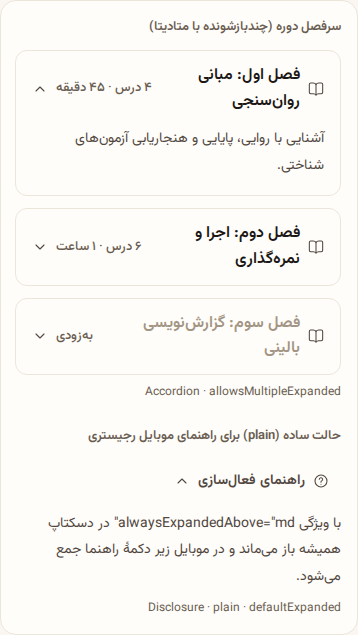 سرفصل دوره (چندبازشونده با متادیتا)
فصل اول: مبانی
روان‌سنجی
۴ درس · ۴۵ دقیقه
آشنایی با روایی، پایایی و هنجاریابی آزمون‌های
شناختی.
فصل دوم: اجرا و
نمره‌گذاری
۶ درس · ۱ ساعت
فصل سوم: گزارش‌نویسی
بالینی
به‌زودی
Accordion · allowsMultipleExpanded
حالت ساده (plain) برای راهنمای موبایل رجیستری
راهنمای فعال‌سازی
با ویژگی alwaysExpandedAbove="md" در دسکتاپ
همیشه باز می‌ماند و در موبایل زیر دکمهٔ راهنما جمع
می‌شود.
Disclosure · plain · defaultExpanded